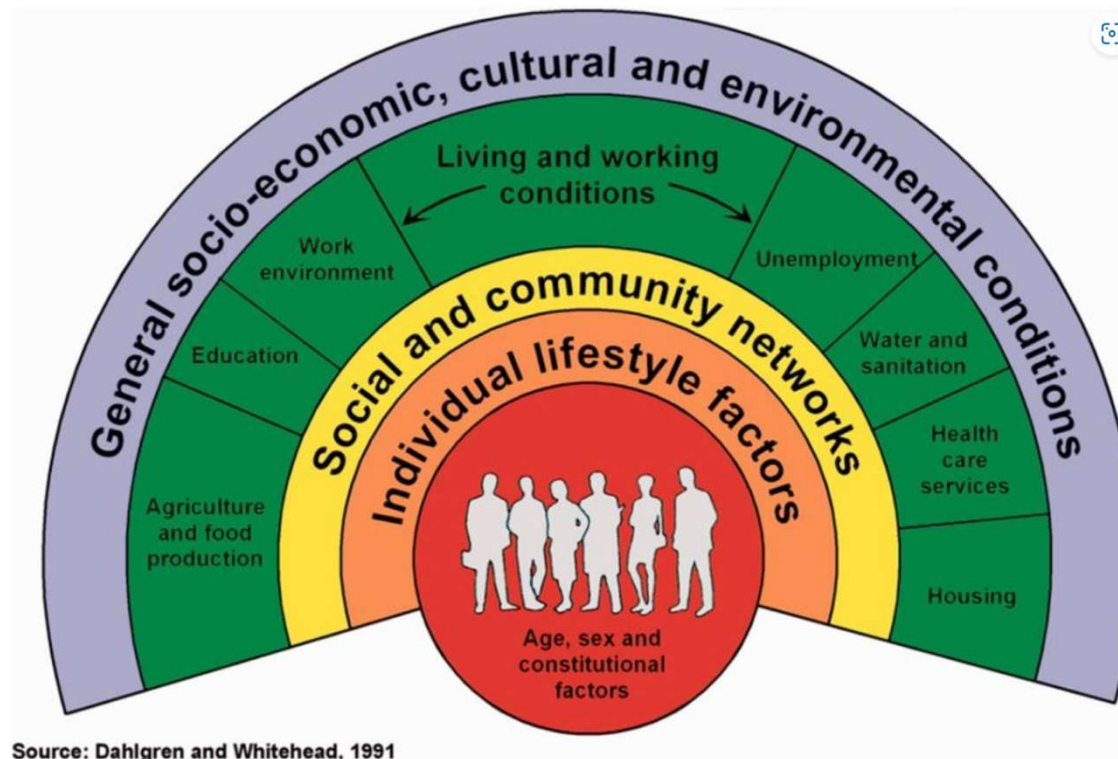 General socio-economic, cultural and environmental conditions
Living and working
conditions
Work
environment
Unemployment
Education
Water and
sanitation
Agriculture
and food
production
Health
care
services
Housing
Social and community networks
Individual lifestyle factors
Age, sex and
constitutional
factors
Source: Dahlgren and Whitehead, 1991